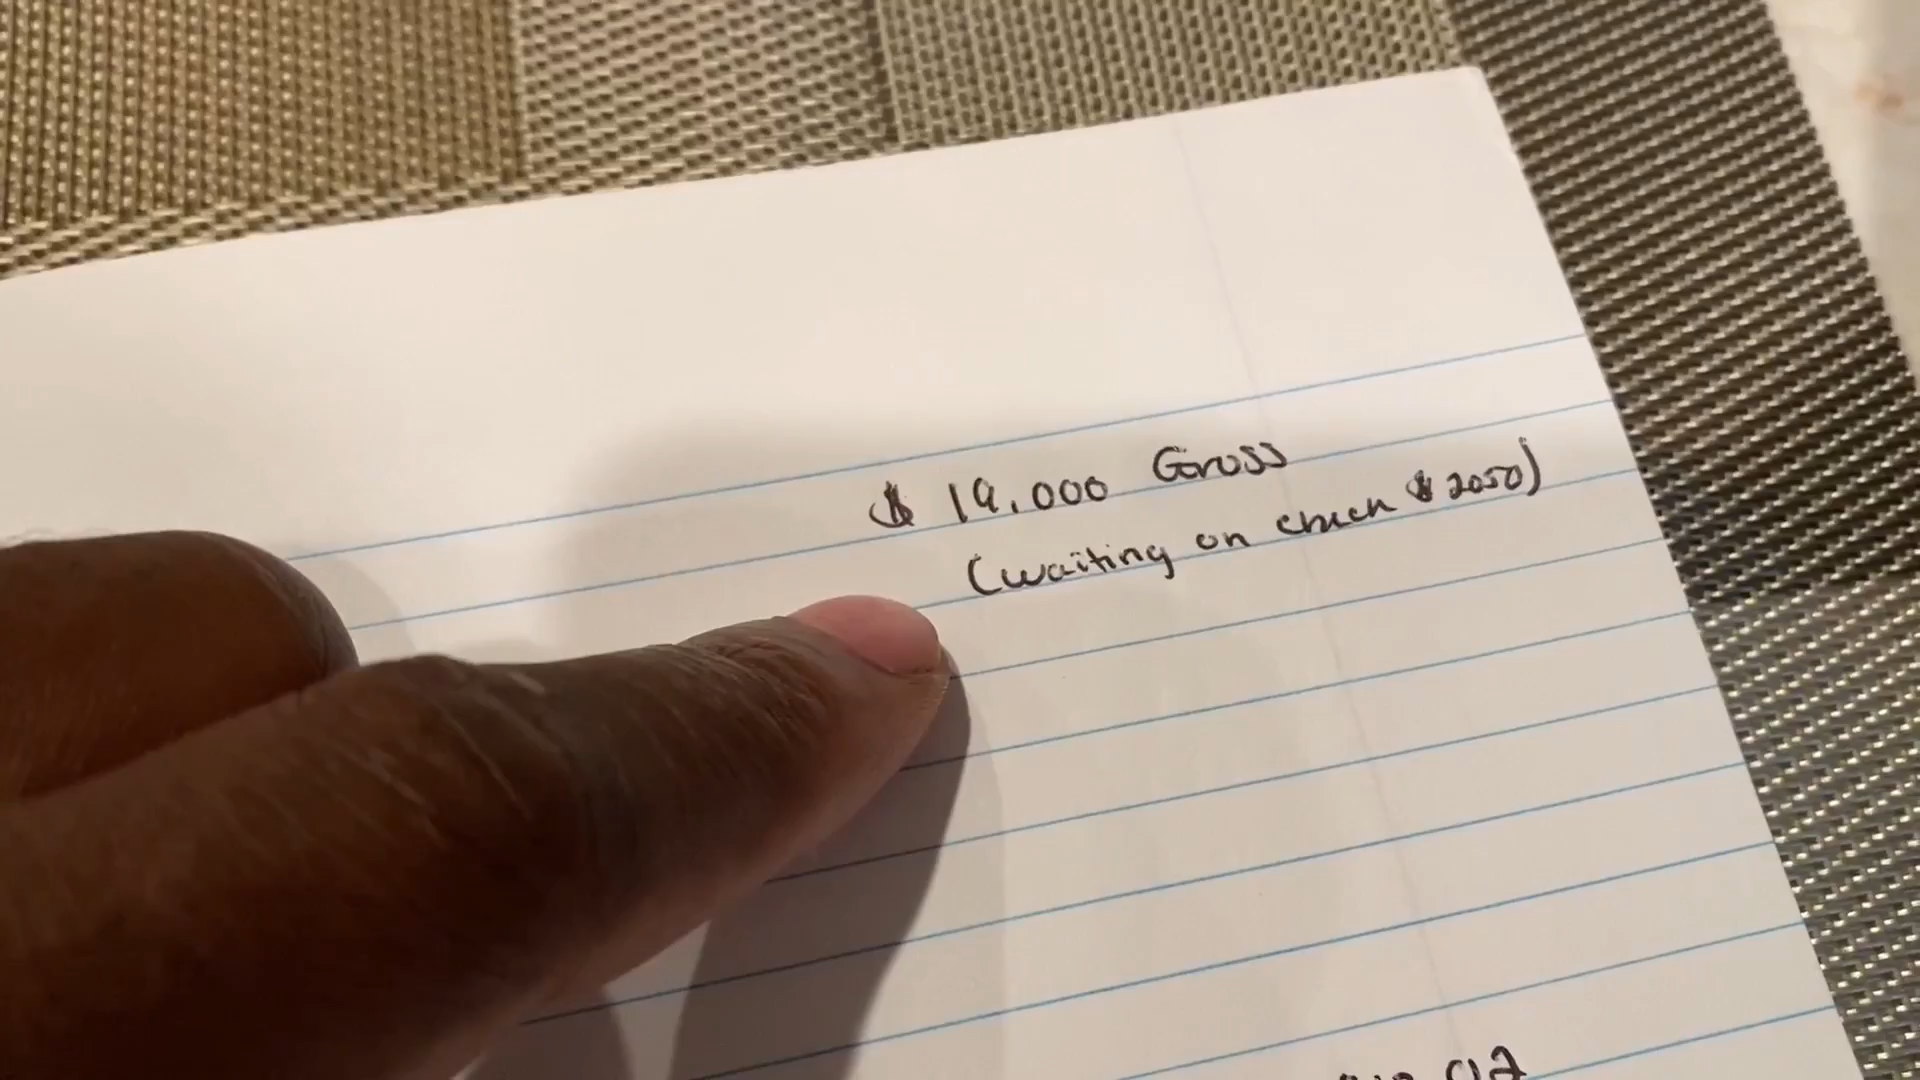 $ 19,000 Gross
(waiting on check $ 2050)